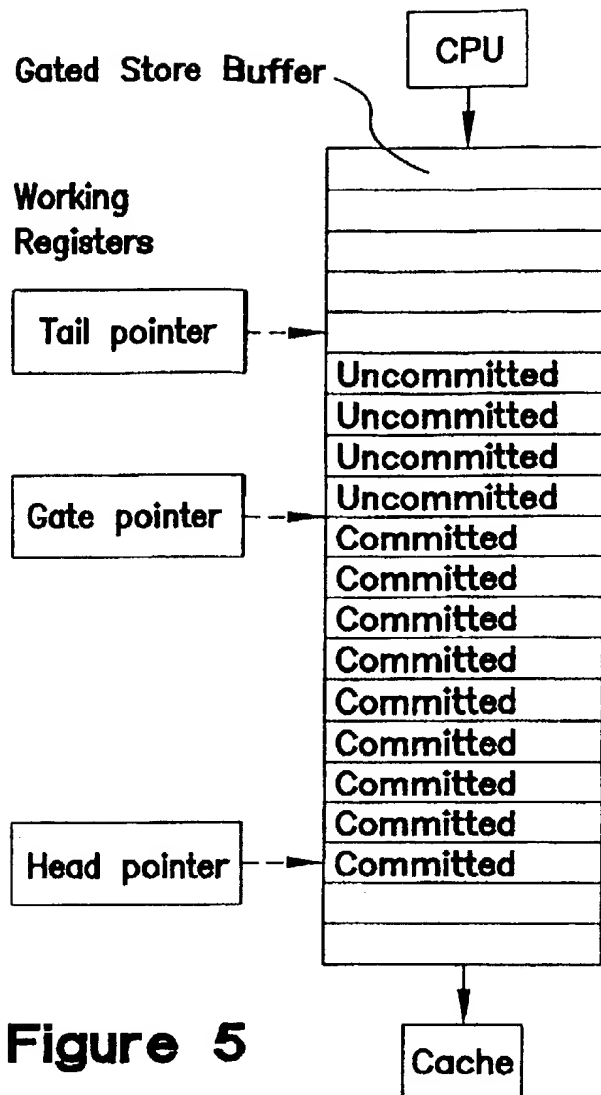 CPU
Gated Store Buffer
Working
Registers
Tail pointer
Uncommitted
Uncommitted
Uncommitted
Uncommitted
Gate pointer
Committed
Committed
Committed
Committed
Committed
Committed
Committed
Committed
Committed
Head pointer
Figure 5
Cache